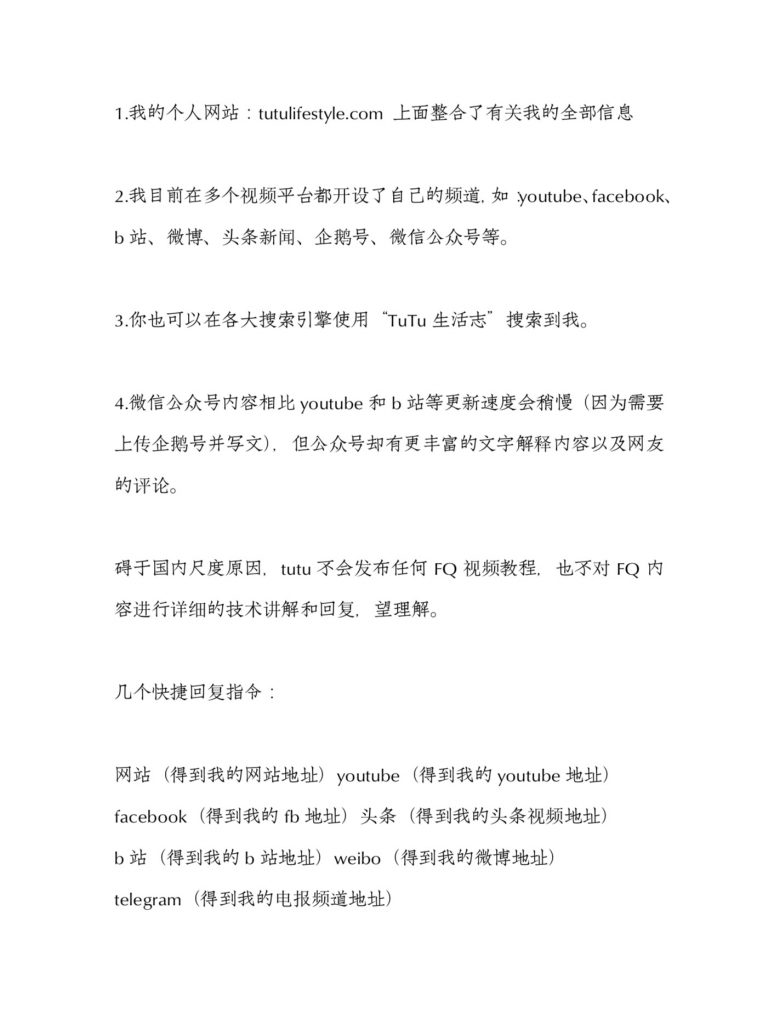 1.我的个人网站：tutulifestyle.com 上面整合了有关我的全部信息
2.我目前在多个视频平台都开设了自己的频道，如：youtube、facebook、
b 站、微博、头条新闻、企鹅号、微信公众号等。
3.你也可以在各大搜索引擎使用“TuTu 生活志”搜索到我。
4.微信公众号内容相比 youtube 和 b 站等更新速度会稍慢（因为需要
上传企鹅号并写文），但公众号却有更丰富的文字解释内容以及网友
的评论。
碍于国内尺度原因，tutu 不会发布任何 FQ 视频教程，也不对 FQ 内
容进行详细的技术讲解和回复，望理解。
几个快捷回复指令：
网站（得到我的网站地址）youtube（得到我的 youtube 地址）
facebook（得到我的 fb 地址）头条（得到我的头条视频地址）
b 站（得到我的 b 站地址）weibo（得到我的微博地址）
telegram（得到我的电报频道地址）